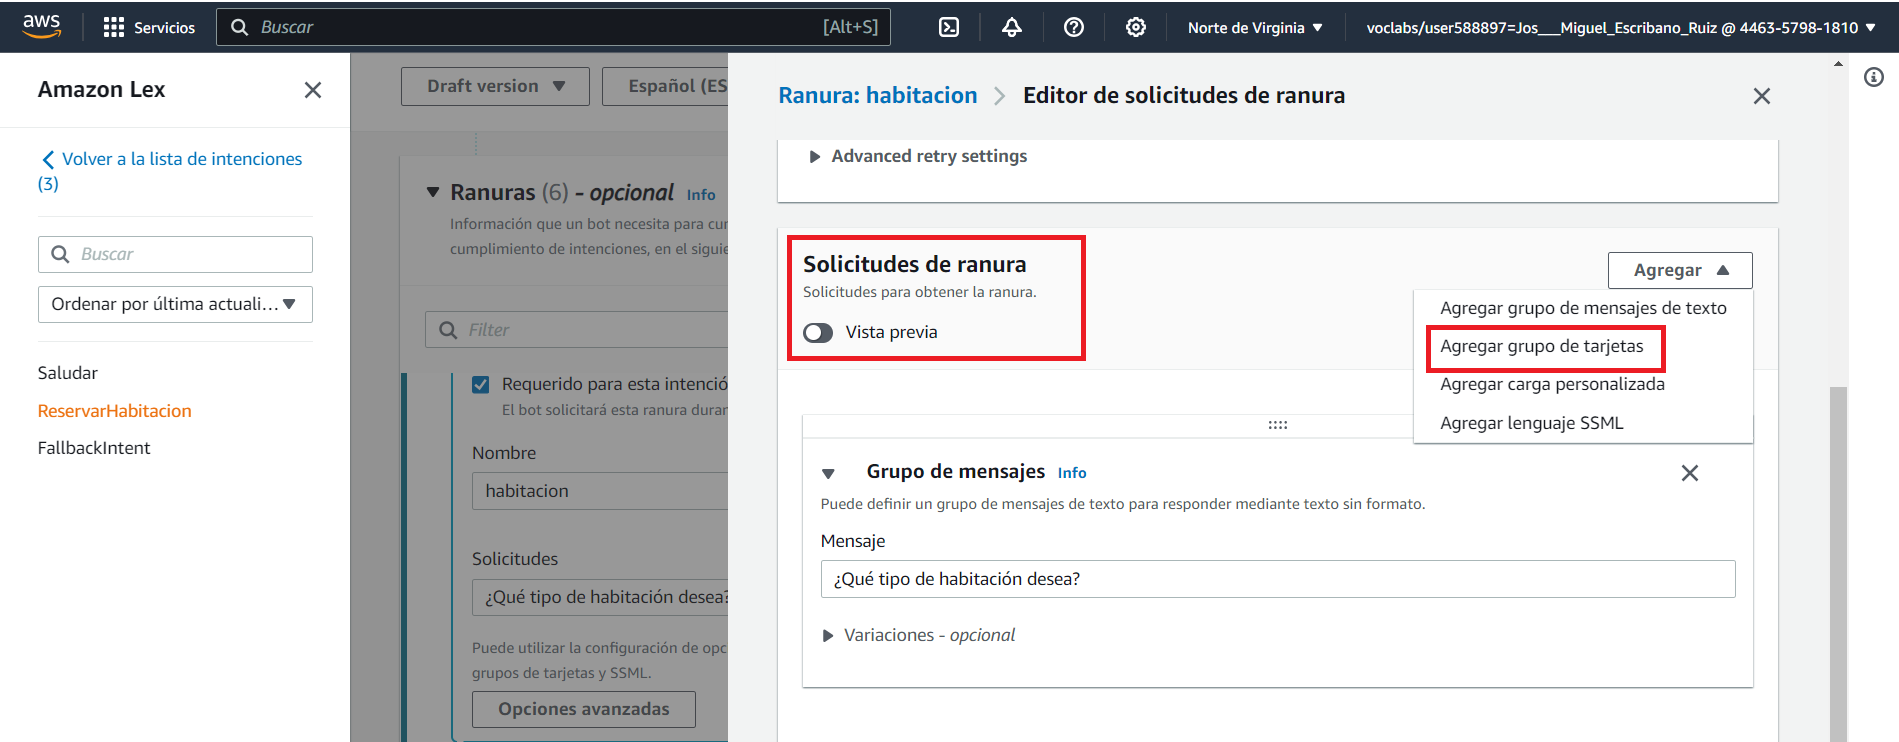 aws
Servicios
Buscar
[Alt+S]
Norte de Virginia
voclabs/user588897=Jos___Miguel_Escribano_Ruiz @ 4463-5798-1810
Amazon Lex
Volver a la lista de intenciones
(3)
Buscar
Ordenar por última actuali...
Saludar
ReservarHabitacion
FallbackIntent
Draft version
Español (ES
Ranuras (6) - opcional Info
Información que un bot necesita para cur
cumplimiento de intenciones, en el siguie
Filter
Requerido para esta intenció
El bot solicitará esta ranura duran
Nombre
habitacion
Solicitudes
¿Qué tipo de habitación desea?
Puede utilizar la configuración de opc
grupos de tarjetas y SSML.
Opciones avanzadas
Ranura: habitacion
Editor de solicitudes de ranura
Advanced retry settings
Solicitudes de ranura
Solicitudes para obtener la ranura.
Vista previa
Agregar
Agregar grupo de mensajes de texto
Agregar grupo de tarjetas
Agregar carga personalizada
Agregar lenguaje SSML
Grupo de mensajes Info
Puede definir un grupo de mensajes de texto para responder mediante texto sin formato.
Mensaje
¿Qué tipo de habitación desea?
Variaciones - opcional